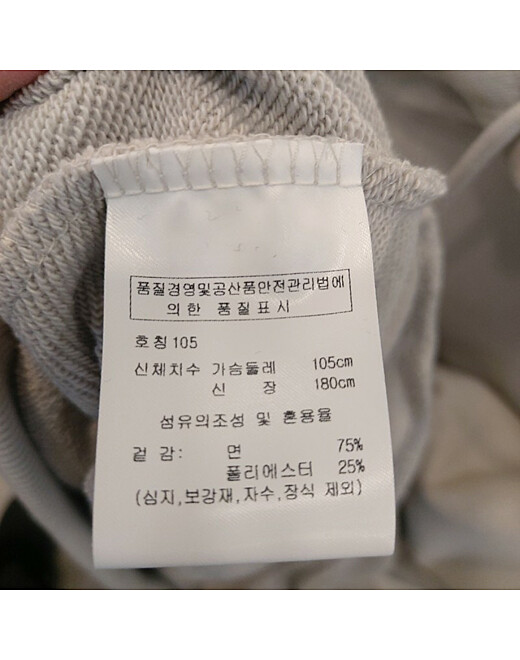 품질경영및공산품안전관리법에
의한 품질표시
호칭 105
신체치수 가슴둘레 105cm
신 장 180cm
섬유의조성 및 혼용율
겉 감: 면 75%
폴리에스터 25%
(심지,보강재,자수,장식 제외)